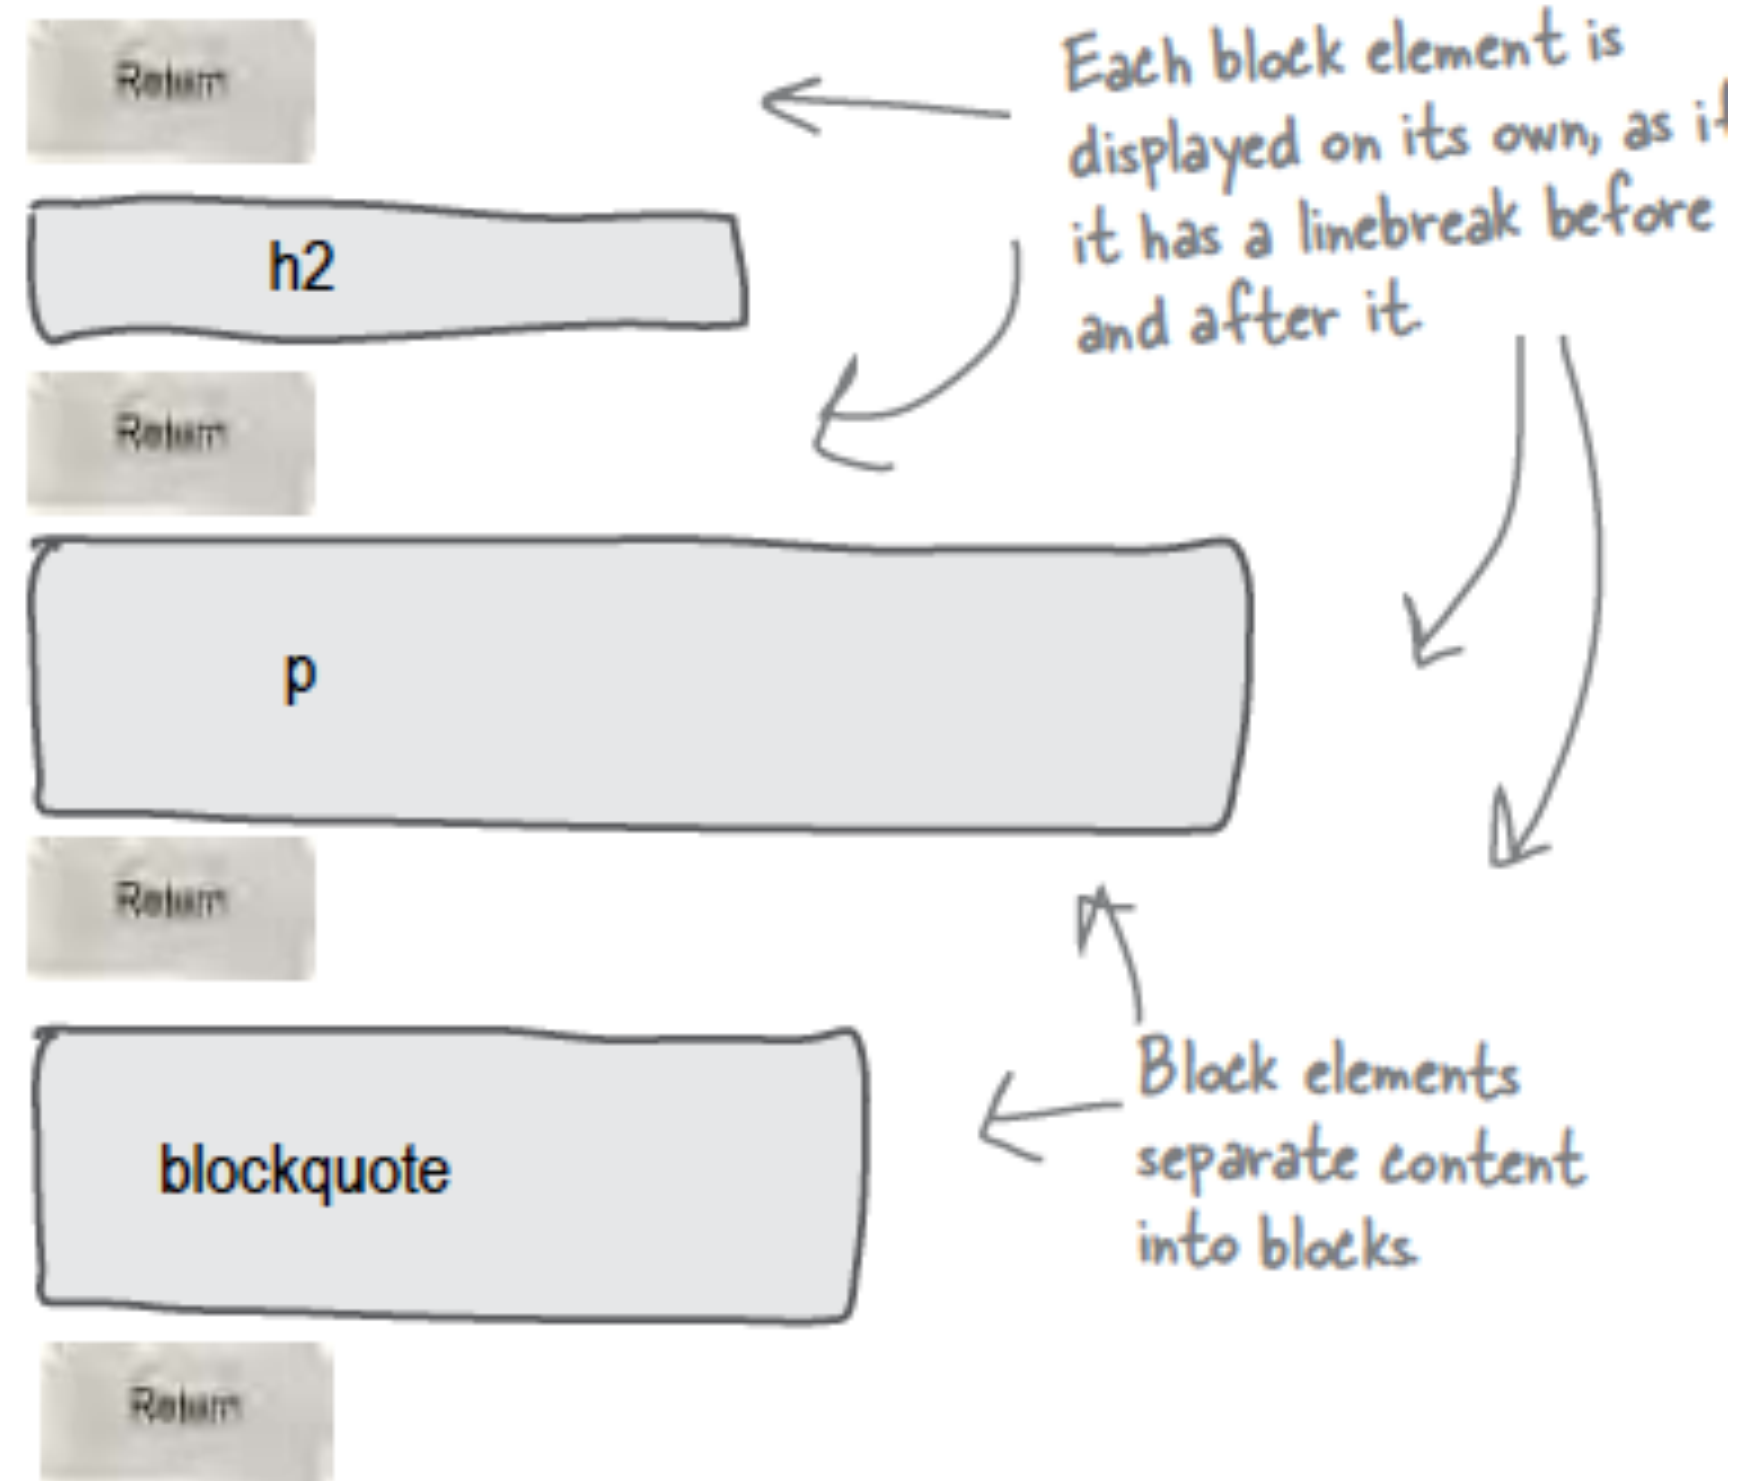 Return
Each block element is
displayed on its own, as if
it has a linebreak before
and after it.
h2
Return
p
Return
Block elements
separate content
into blocks.
blockquote
Return